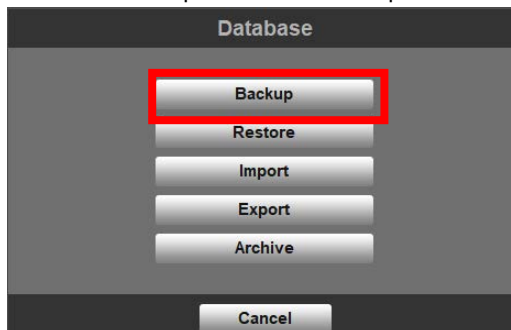 Database
Backup
Restore
Import
Export
Archive
Cancel